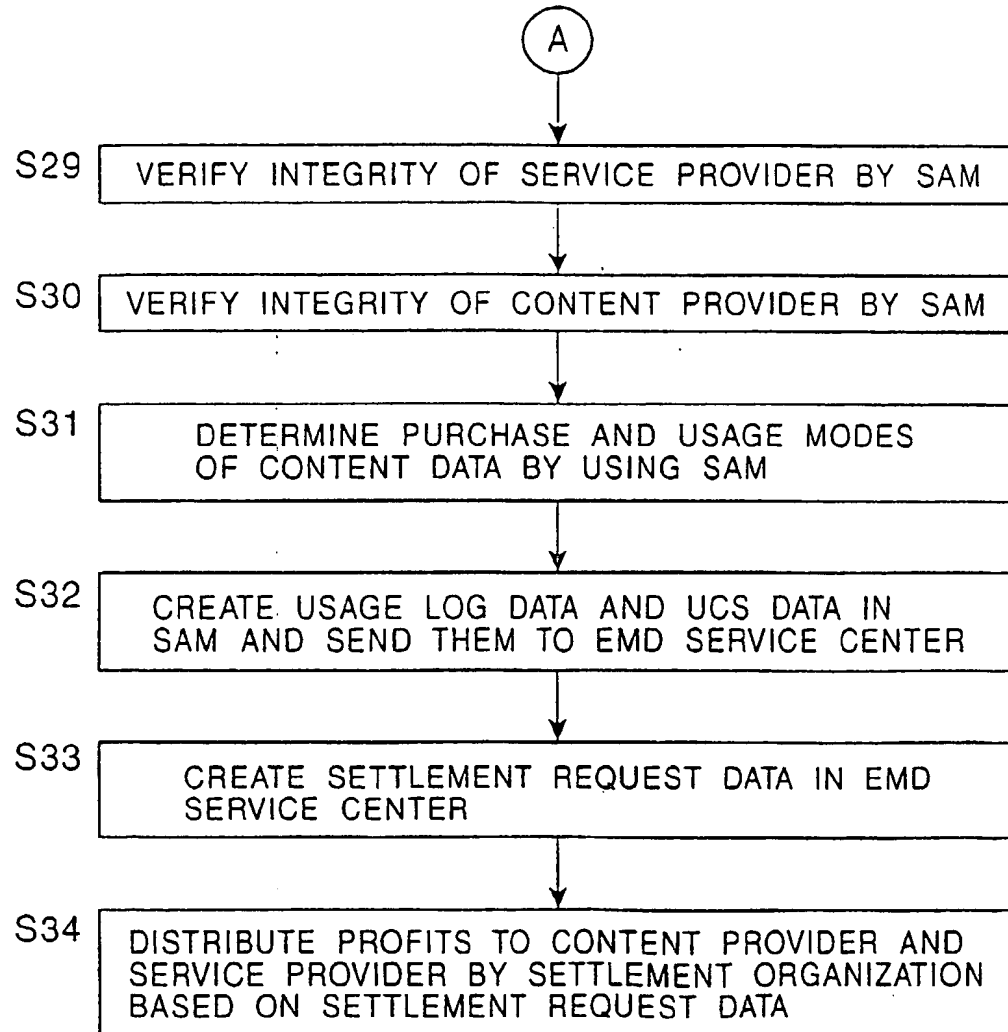 A
S29
VERIFY INTEGRITY OF SERVICE PROVIDER BY SAM
S30
VERIFY INTEGRITY OF CONTENT PROVIDER BY SAM
S31
DETERMINE PURCHASE AND USAGE MODES
OF CONTENT DATA BY USING SAM
S32
CREATE USAGE LOG DATA AND UCS DATA IN
SAM AND SEND THEM TO EMD SERVICE CENTER
S33
CREATE SETTLEMENT REQUEST DATA IN EMD
SERVICE CENTER
S34
DISTRIBUTE PROFITS TO CONTENT PROVIDER AND
SERVICE PROVIDER BY SETTLEMENT ORGANIZATION
BASED ON SETTLEMENT REQUEST DATA